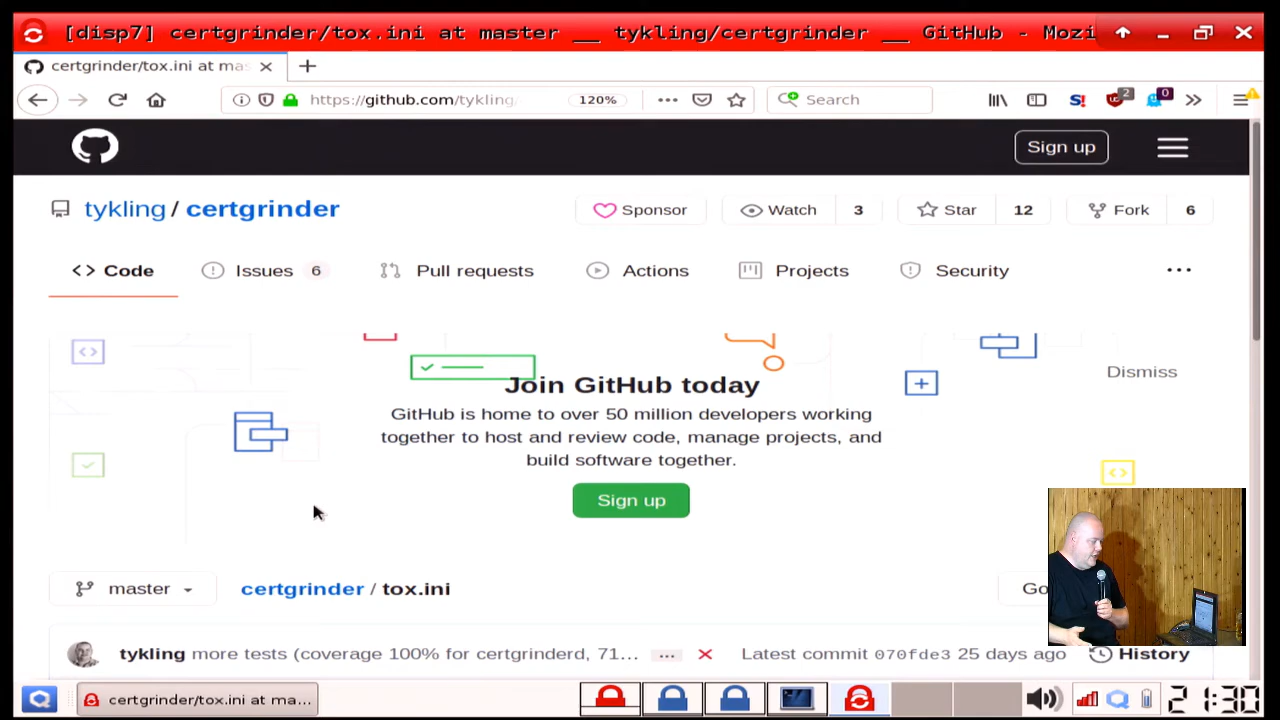 [disp7] certgrinder/tox.ini at master __ tykling/certgrinder __ GitHub - Mozi
certgrinder/tox.ini at mas
https://github.com/tykling.
120%
Search
2
0
Sign up
tykling / certgrinder
Sponsor
Watch
3
Star
12
Fork
6
Code
Issues
6
Pull requests
Actions
Projects
Security
Join GitHub today
Dismiss
GitHub is home to over 50 million developers working
together to host and review code, manage projects, and
build software together.
Sign up
master
certgrinder / tox.ini
Go
tykling more tests (coverage 100% for certgrinderd, 71...
Latest commit 070fde3 25 days ago
History
certgrinder/tox.ini at ma...
21:30